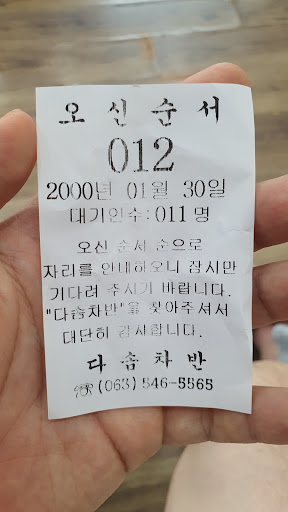 오신순서
012
2000년 01월 30일
대기인수:011명
오신 순서 순으로
자리를 안내하오니 잠시만
기다려 주시기 바랍니다.
"다솜차반"을 찾아주셔서
대단히 감사합니다.
다솜차반
☎(063) 546-5565